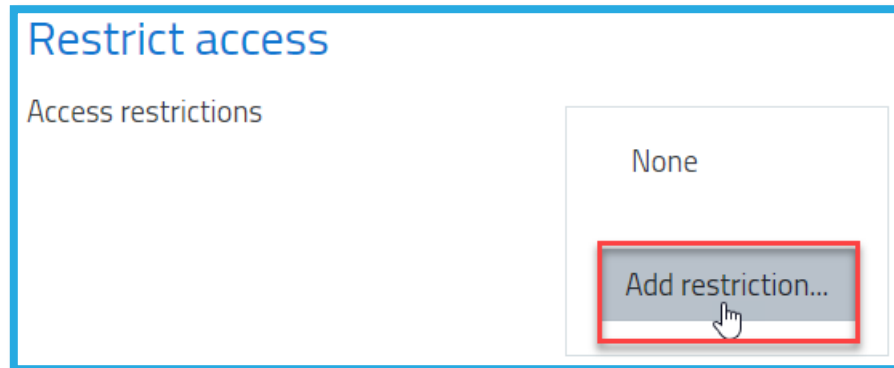 Restrict access
Access restrictions
None
Add restriction...